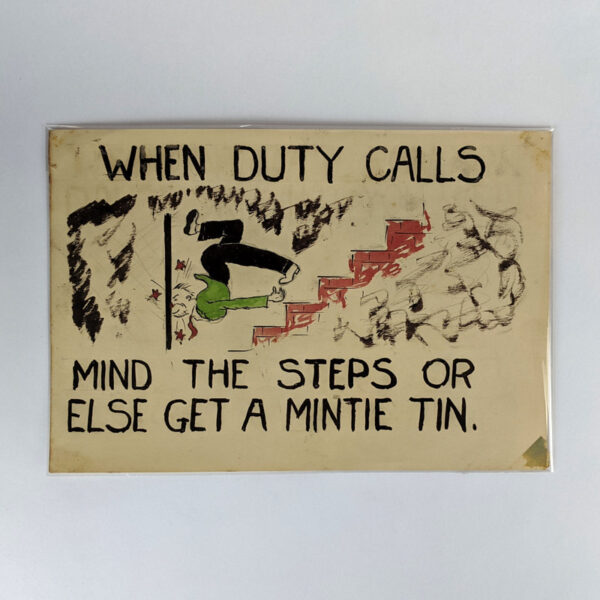 WHEN DUTY CALLS
MIND THE STEPS OR
ELSE GET A MINTIE TIN.